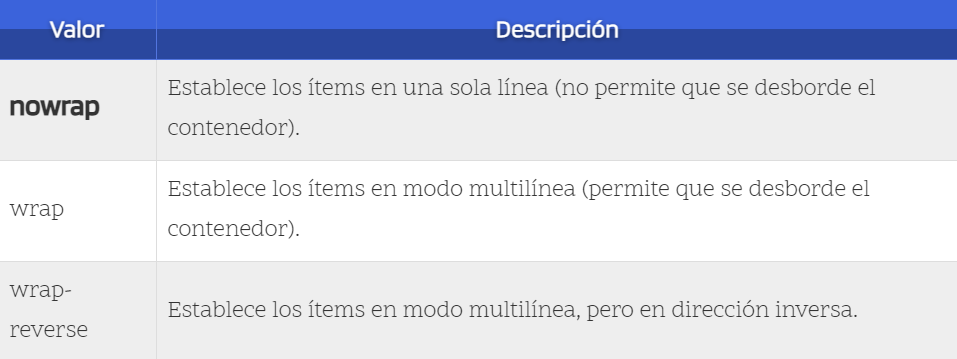 Valor Descripción
nowrap
Establece los ítems en una sola línea (no permite que se desborde el
contenedor).
wrap
Establece los ítems en modo multilínea (permite que se desborde el
contenedor).
wrap-
reverse
Establece los ítems en modo multilínea, pero en dirección inversa.